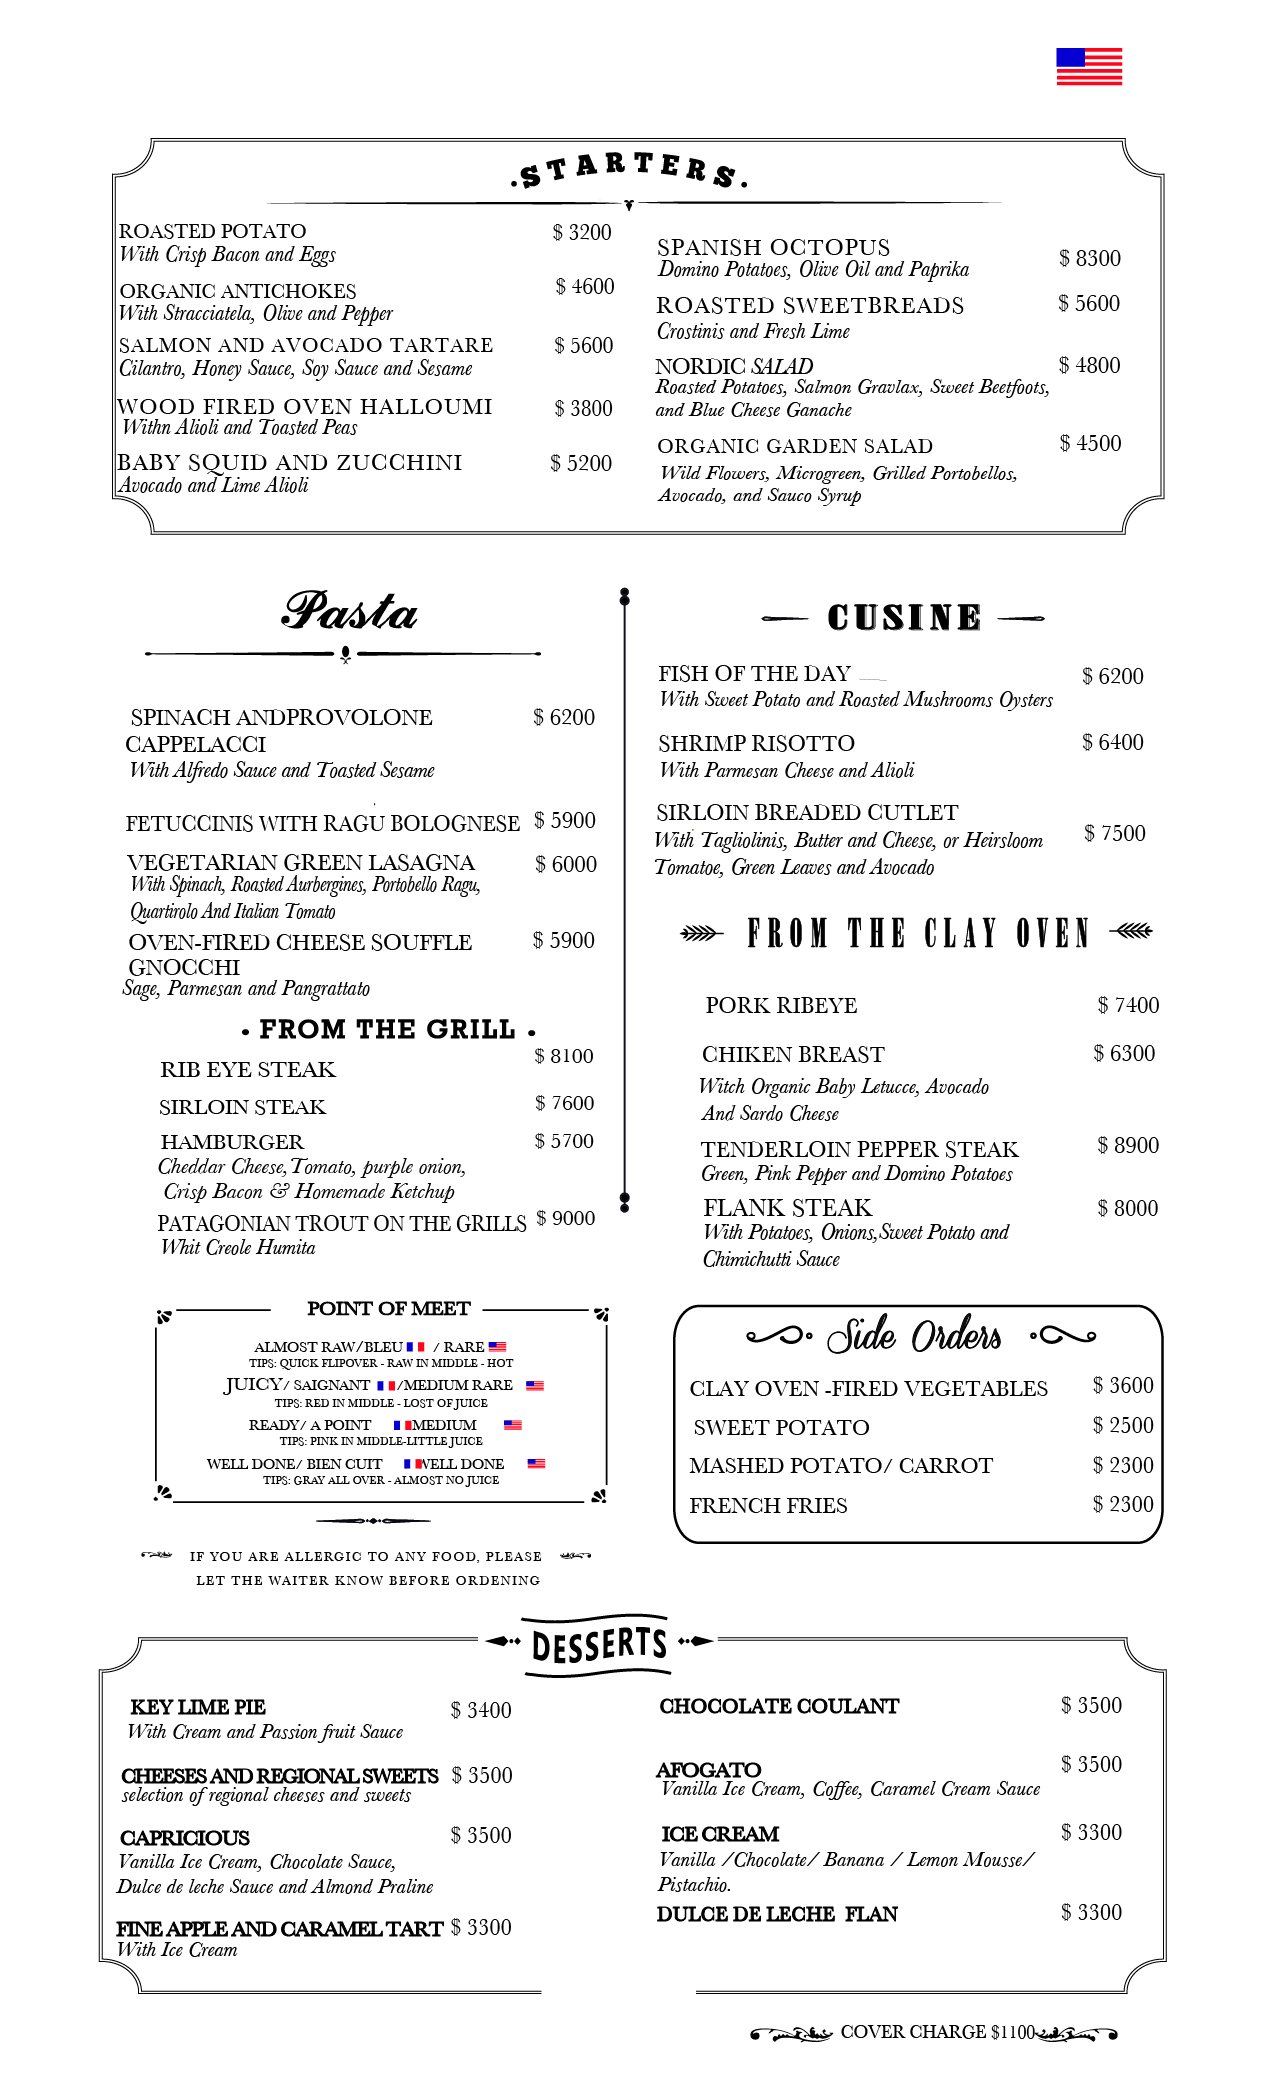 .STARTERS.
ROASTED POTATO $ 3200
With Crisp Bacon and Eggs
ORGANIC ANTICHOKES $ 4600
With Stracciatela, Olive and Pepper
SALMON AND AVOCADO TARTARE $ 5600
Cilantro, Honey Sauce, Soy Sauce and Sesame
WOOD FIRED OVEN HALLOUMI $ 3800
Withn Alioli and Toasted Peas
BABY SQUID AND ZUCCHINI $ 5200
Avocado and Lime Alioli
SPANISH OCTOPUS $ 8300
Domino Potatoes, Olive Oil and Paprika
ROASTED SWEETBREADS $ 5600
Crostinis and Fresh Lime
NORDIC SALAD $ 4800
Roasted Potatoes, Salmon Gravlax, Sweet Beetfoots,
and Blue Cheese Ganache
ORGANIC GARDEN SALAD $ 4500
Wild Flowers, Microgreen, Grilled Portobellos,
Avocado, and Sauco Syrup
Pasta
SPINACH ANDPROVOLONE $ 6200
CAPPELACCI
With Alfredo Sauce and Toasted Sesame
FETUCCINIS WITH RAGU BOLOGNESE $ 5900
VEGETARIAN GREEN LASAGNA $ 6000
With Spinach, Roasted Aurbergines, Portobello Ragu,
Quartirolo And Italian Tomato
OVEN-FIRED CHEESE SOUFFLE $ 5900
GNOCCHI
Sage, Parmesan and Pangrattato
• FROM THE GRILL •
RIB EYE STEAK $ 8100
SIRLOIN STEAK $ 7600
HAMBURGER $ 5700
Cheddar Cheese,Tomato, purple onion,
Crisp Bacon & Homemade Ketchup
PATAGONIAN TROUT ON THE GRILLS $ 9000
Whit Creole Humita
CUSINE
FISH OF THE DAY $ 6200
With Sweet Potato and Roasted Mushrooms Oysters
SHRIMP RISOTTO $ 6400
With Parmesan Cheese and Alioli
SIRLOIN BREADED CUTLET
With Tagliolinis, Butter and Cheese, or Heirsloom $ 7500
Tomatoe, Green Leaves and Avocado
FROM THE CLAY OVEN
PORK RIBEYE $ 7400
CHIKEN BREAST $ 6300
Witch Organic Baby Letucce, Avocado
And Sardo Cheese
TENDERLOIN PEPPER STEAK $ 8900
Green, Pink Pepper and Domino Potatoes
FLANK STEAK $ 8000
With Potatoes, Onions,Sweet Potato and
Chimichutti Sauce
POINT OF MEET
ALMOST RAW/BLEU / RARE
TIPS: QUICK FLIPOVER - RAW IN MIDDLE - HOT
JUICY/ SAIGNANT /MEDIUM RARE
TIPS: RED IN MIDDLE - LOST OF JUICE
READY/ A POINT MEDIUM
TIPS: PINK IN MIDDLE-LITTLE JUICE
WELL DONE/ BIEN CUIT WELL DONE
TIPS: GRAY ALL OVER - ALMOST NO JUICE
IF YOU ARE ALLERGIC TO ANY FOOD, PLEASE
LET THE WAITER KNOW BEFORE ORDENING
Side Orders
CLAY OVEN -FIRED VEGETABLES $ 3600
SWEET POTATO $ 2500
MASHED POTATO/ CARROT $ 2300
FRENCH FRIES $ 2300
DESSERTS
KEY LIME PIE $ 3400
With Cream and Passion fruit Sauce
CHEESES AND REGIONAL SWEETS $ 3500
selection of regional cheeses and sweets
CAPRICIOUS $ 3500
Vanilla Ice Cream, Chocolate Sauce,
Dulce de leche Sauce and Almond Praline
FINE APPLE AND CARAMEL TART $ 3300
With Ice Cream
CHOCOLATE COULANT $ 3500
AFOGATO $ 3500
Vanilla Ice Cream, Coffee, Caramel Cream Sauce
ICE CREAM $ 3300
Vanilla /Chocolate/ Banana / Lemon Mousse/
Pistachio.
DULCE DE LECHE FLAN $ 3300
COVER CHARGE $1100